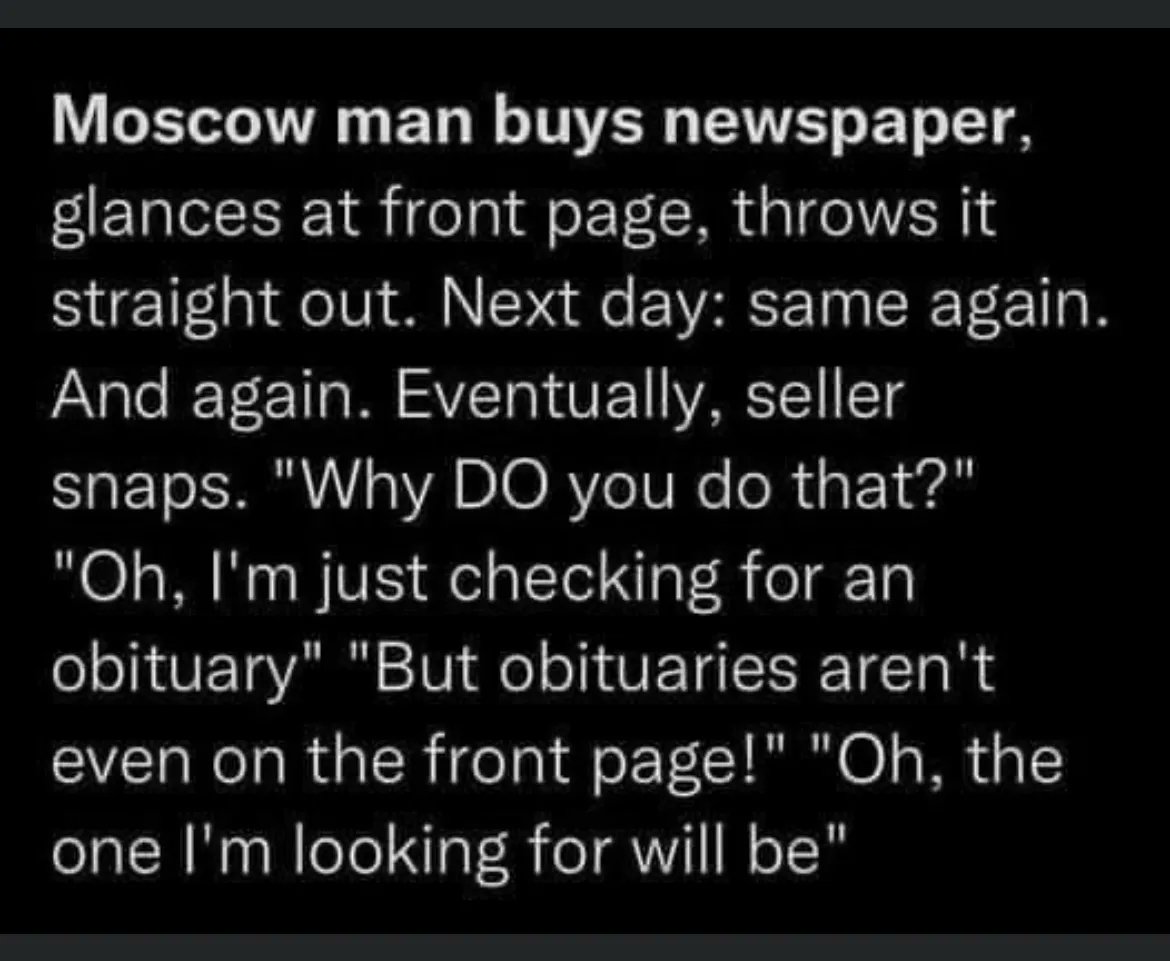 Moscow man buys newspaper,
glances at front page, throws it
straight out. Next day: same again.
And again. Eventually, seller
snaps. "Why DO you do that?"
"Oh, I'm just checking for an
obituary" "But obituaries aren't
even on the front page!" "Oh, the
one I'm looking for will be"